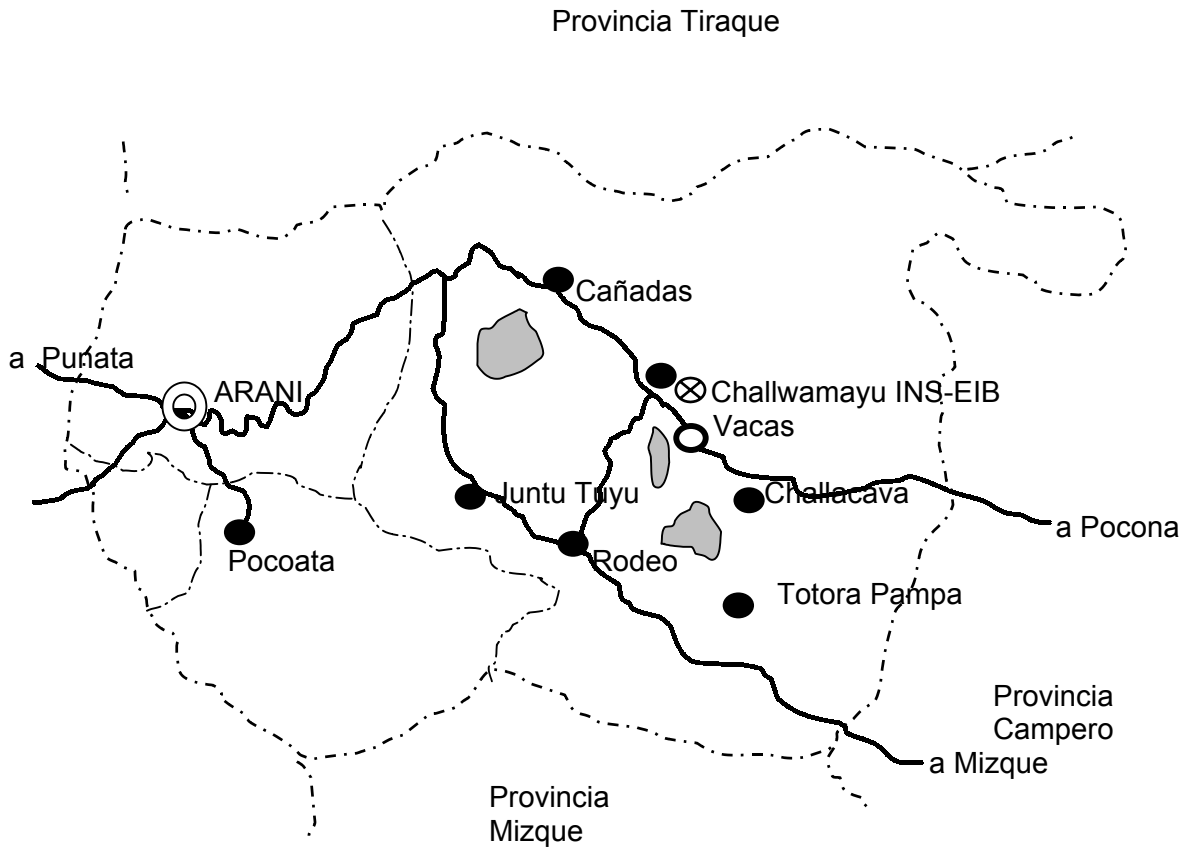 Provincia Tiraque
Cañadas
a Punata
ARANI
Challwamayu INS-EIB
Vacas
Juntu Tuyu
Challacava
a Pocona
Pocoata
Rodeo
Totora Pampa
Provincia
Campero
a Mizque
Provincia
Mizque